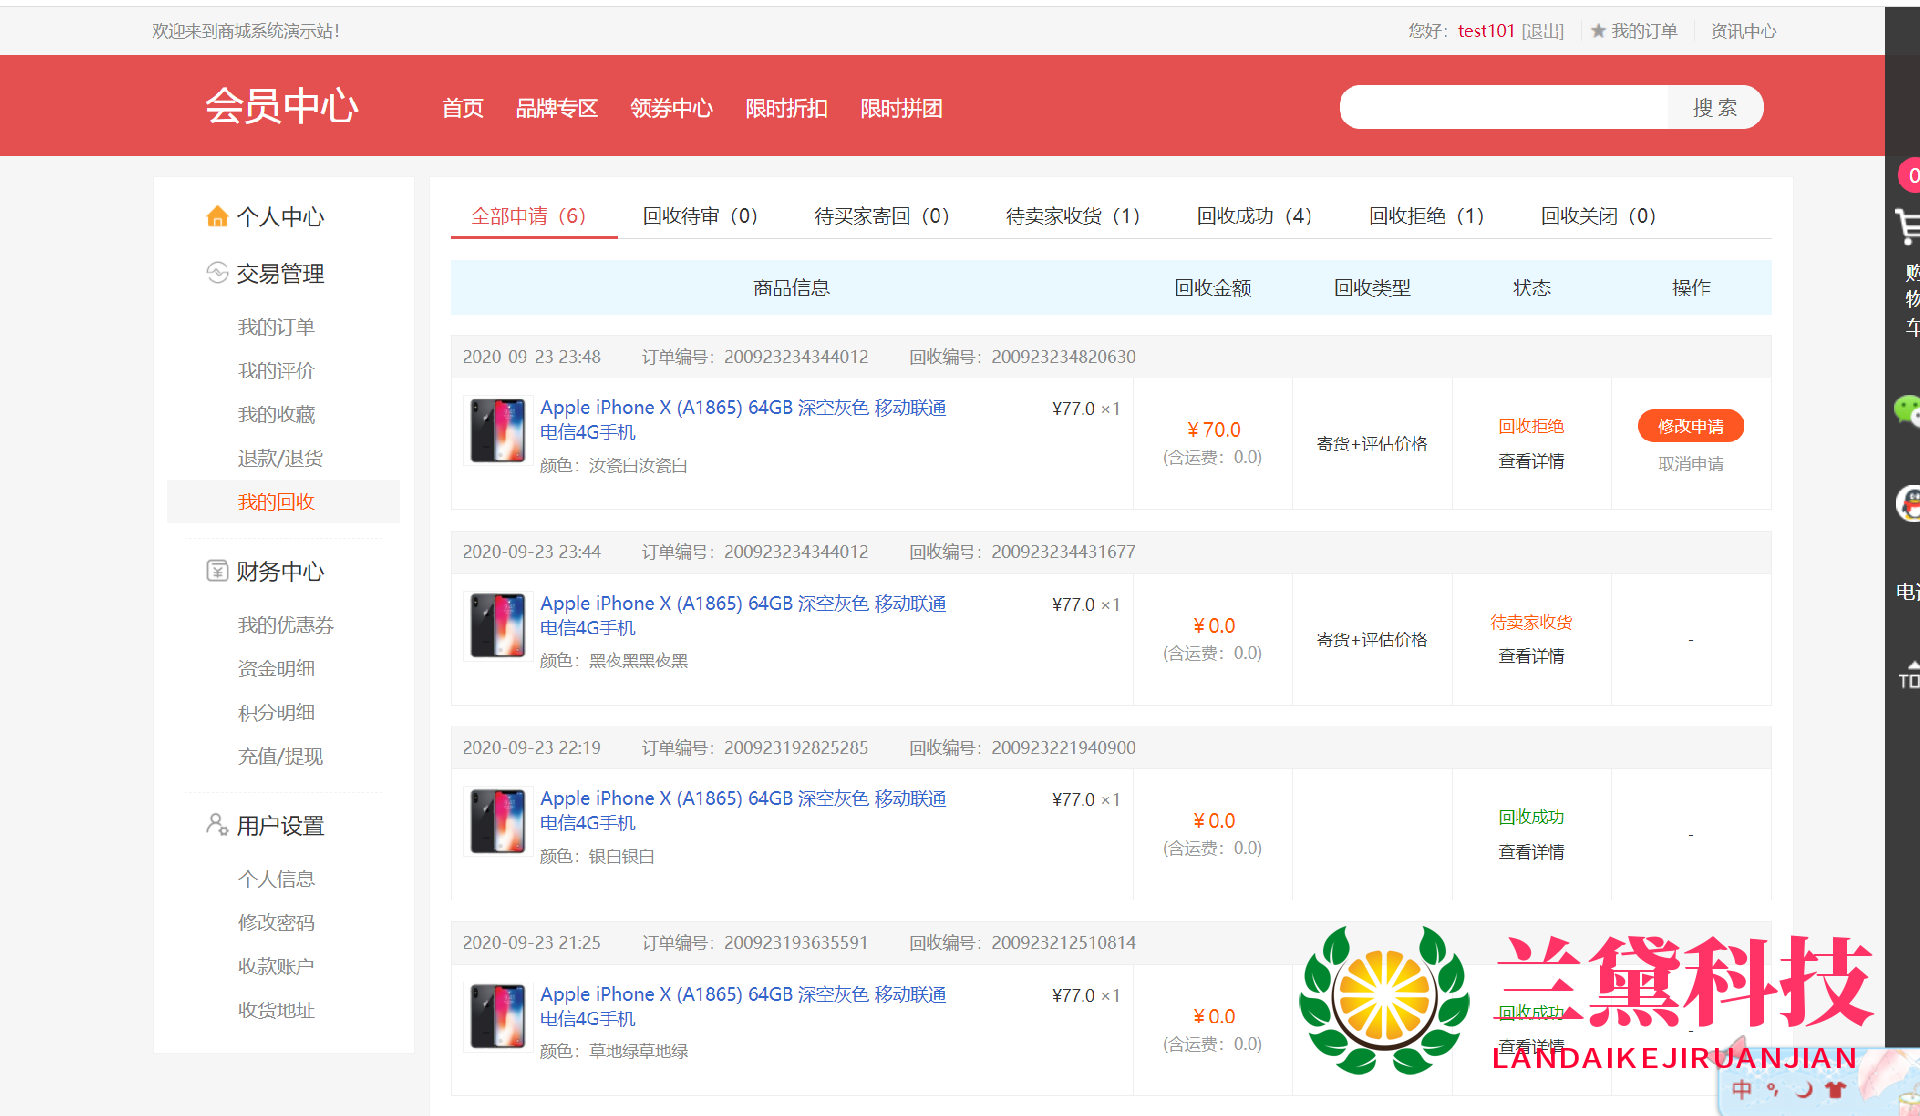 欢迎来到商城系统演示站!
您好：test101 [退出] ★ 我的订单 资讯中心
会员中心 首页 品牌专区 领券中心 限时折扣 限时拼团 搜 索
个人中心
交易管理
我的订单
我的评价
我的收藏
退款/退货
我的回收
财务中心
我的优惠券
资金明细
积分明细
充值/提现
用户设置
个人信息
修改密码
收款账户
收货地址
全部申请（6） 回收待审（0） 待买家寄回（0） 待卖家收货（1） 回收成功（4） 回收拒绝（1） 回收关闭（0）
商品信息 回收金额 回收类型 状态 操作
2020-09-23 23:48 订单编号：200923234344012 回收编号：200923234820630
Apple iPhone X (A1865) 64GB 深空灰色 移动联通
电信4G手机
颜色：汝瓷白汝瓷白
¥77.0 ×1
¥ 70.0
(含运费：0.0)
寄货+评估价格
回收拒绝
查看详情
修改申请
取消申请
2020-09-23 23:44 订单编号：200923234344012 回收编号：200923234431677
Apple iPhone X (A1865) 64GB 深空灰色 移动联通
电信4G手机
颜色：黑夜黑黑夜黑
¥77.0 ×1
¥ 0.0
(含运费：0.0)
寄货+评估价格
待卖家收货
查看详情
-
2020-09-23 22:19 订单编号：200923192825285 回收编号：200923221940900
Apple iPhone X (A1865) 64GB 深空灰色 移动联通
电信4G手机
颜色：银白银白
¥77.0 ×1
¥ 0.0
(含运费：0.0)
回收成功
查看详情
-
2020-09-23 21:25 订单编号：200923193635591 回收编号：200923212510814
Apple iPhone X (A1865) 64GB 深空灰色 移动联通
电信4G手机
颜色：草地绿草地绿
¥77.0 ×1
¥ 0.0
(含运费：0.0)
回收成功
查看详情
-
0
购
物
车
兰黛科技
LANDAIKEJIRUANJIAN
中